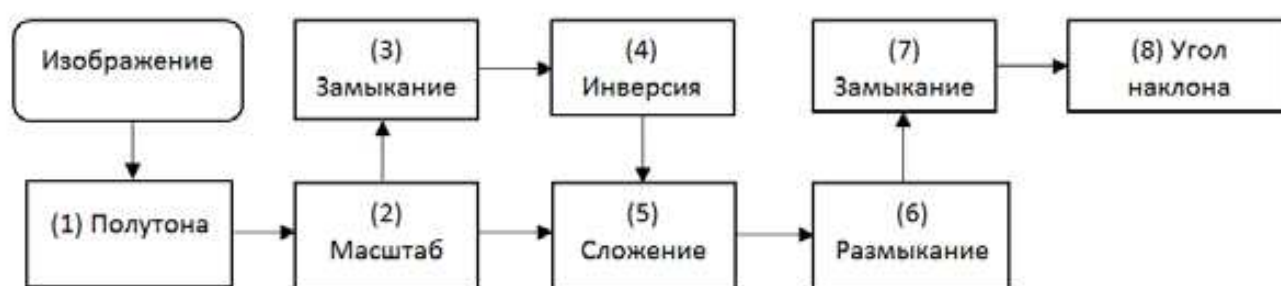 Изображение
(1) Полутона
(2)
Масштаб
(3)
Замыкание
(4)
Инверсия
(5)
Сложение
(6)
Размыкание
(7)
Замыкание
(8) Угол
наклона